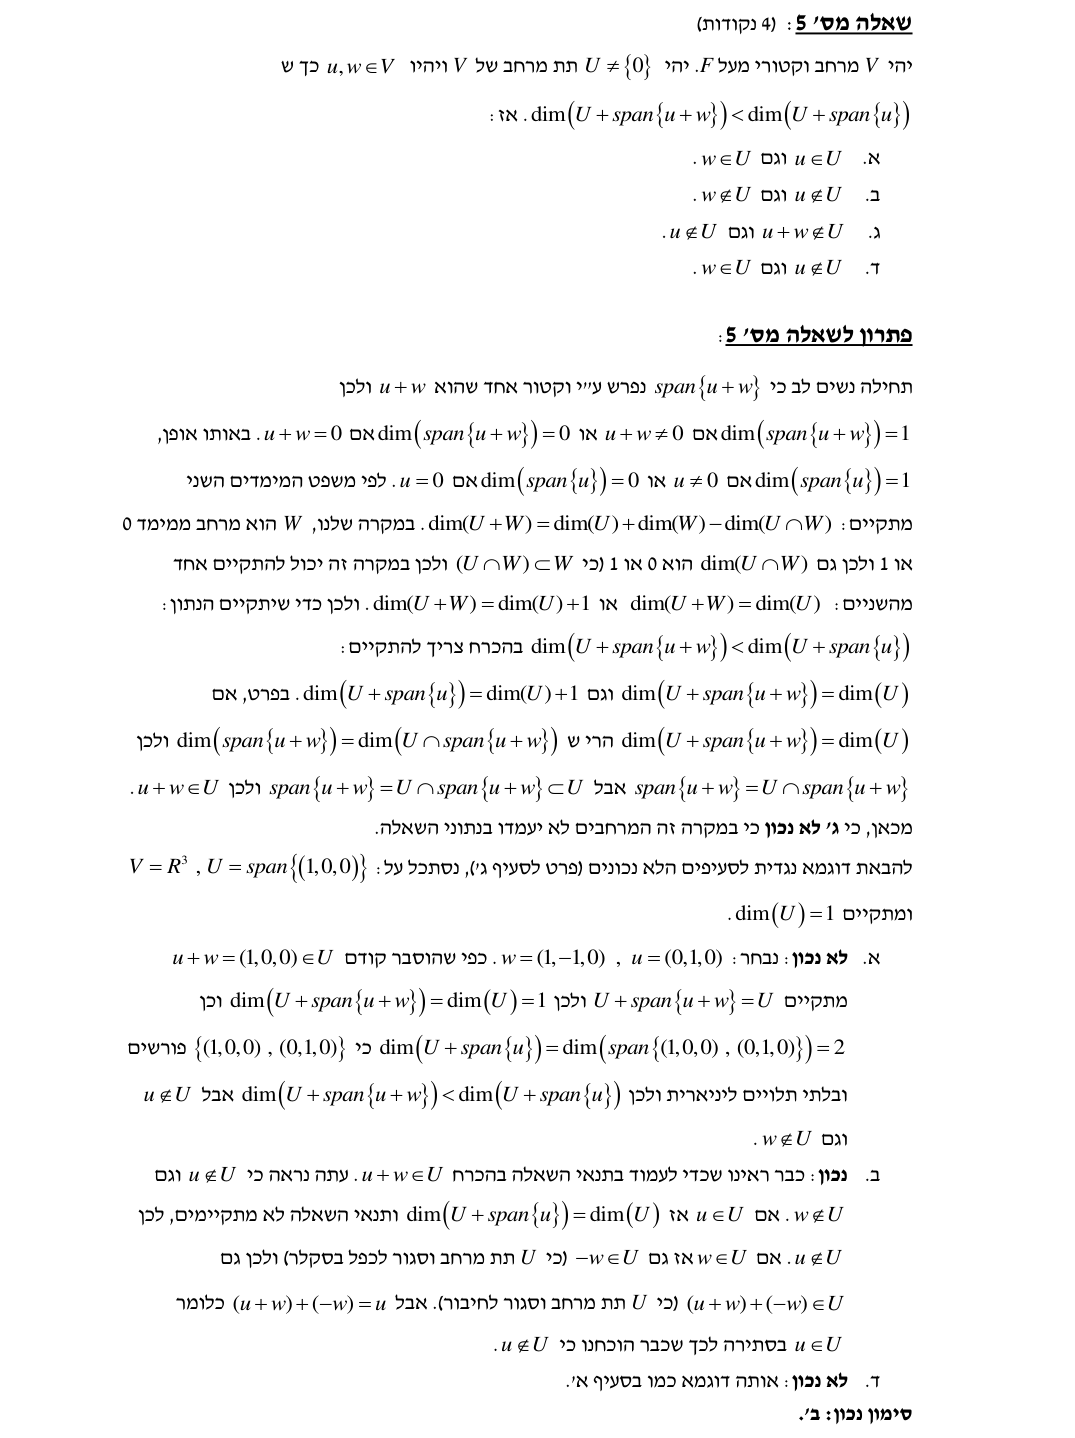 שאלה מס' 5 : (4 נקודות)
יהי V מרחב וקטורי מעל F. יהי U ≠ {0} תת מרחב של V ויהיו u, w ∈ V כך ש
dim(U + span{u + w}) < dim(U + span{u}). אז :
א. u ∈ U וגם w ∈ U .
ב. u ∉ U וגם w ∉ U .
ג. u + w ∉ U וגם u ∉ U .
ד. u ∉ U וגם w ∈ U .
פתרון לשאלה מס' 5 :
תחילה נשים לב כי span{u + w} נפרש ע''י וקטור אחד שהוא u + w ולכן
dim(span{u + w}) = 1 אם u + w ≠ 0 או dim(span{u + w}) = 0 אם u + w = 0. באותו אופן,
dim(span{u}) = 1 אם u ≠ 0 או dim(span{u}) = 0 אם u = 0. לפי משפט המימדים השני
מתקיים : dim(U + W) = dim(U) + dim(W) − dim(U ∩ W). במקרה שלנו, W הוא מרחב ממימד 0
או 1 ולכן גם dim(U ∩ W) הוא 0 או 1 (כי (U ∩ W) ⊂ W) ולכן במקרה זה יכול להתקיים אחד
מהשניים : dim(U + W) = dim(U) או dim(U + W) = dim(U) + 1. ולכן כדי שיתקיים הנתון :
dim(U + span{u + w}) < dim(U + span{u}) בהכרח צריך להתקיים :
dim(U + span{u + w}) = dim(U) וגם dim(U + span{u}) = dim(U) + 1. בפרט, אם
dim(U + span{u + w}) = dim(U) הרי ש dim(span{u + w}) = dim(U ∩ span{u + w}) ולכן
span{u + w} = U ∩ span{u + w} אבל span{u + w} = U ∩ span{u + w} ⊂ U ולכן u + w ∈ U .
מכאן, כי ג' לא נכון כי במקרה זה המרחבים לא יעמדו בנתוני השאלה.
להבאת דוגמא נגדית לסעיפים הלא נכונים (פרט לסעיף ג'), נסתכל על : V = R³ , U = span{(1,0,0)}
ומתקיים dim(U) = 1 .
א. לא נכון : נבחר : w = (1,−1,0) , u = (0,1,0) . כפי שהוסבר קודם u + w = (1,0,0) ∈ U
מתקיים U + span{u + w} = U ולכן dim(U + span{u + w}) = dim(U) = 1 וכן
dim(U + span{u}) = dim(span{(1,0,0) , (0,1,0)}) = 2 כי {(1,0,0) , (0,1,0)} פורשים
ובלתי תלויים ליניארית ולכן dim(U + span{u + w}) < dim(U + span{u}) אבל u ∉ U
וגם w ∉ U .
ב. נכון : כבר ראינו שכדי לעמוד בתנאי השאלה בהכרח u + w ∈ U . עתה נראה כי u ∉ U וגם
w ∉ U . אם u ∈ U אז dim(U + span{u}) = dim(U) ותנאי השאלה לא מתקיימים, לכן
u ∉ U . אם w ∈ U אז גם −w ∈ U (כי U תת מרחב וסגור לכפל בסקלר) ולכן גם
(u + w) + (−w) ∈ U (כי U תת מרחב וסגור לחיבור). אבל (u + w) + (−w) = u כלומר
u ∈ U בסתירה לכך שכבר הוכחנו כי u ∉ U .
ד. לא נכון : אותה דוגמא כמו בסעיף א'.
סימון נכון: ב'.